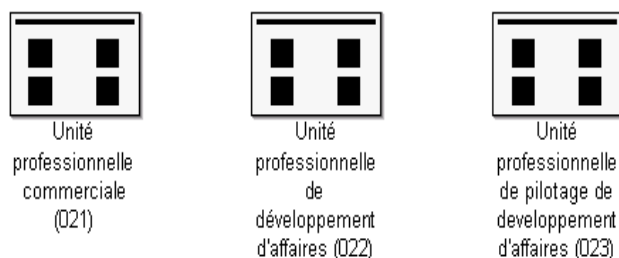 Unité
professionnelle
commerciale
(021)
Unité
professionnelle
de
développement
d'affaires (022)
Unité
professionnelle
de pilotage de
developpement
d'affaires (023)